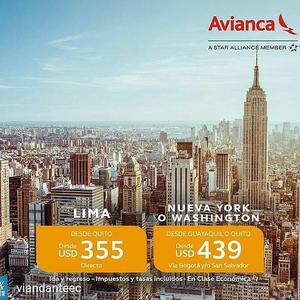 Avianca
A STAR ALLIANCE MEMBER
LIMA
DESDE QUITO
Desde
USD 355
Directo
NUEVA YORK
O WASHINGTON
DESDE GUAYAQUIL O QUITO
Desde
USD 439
Vía Bogotá y/o San Salvador
Ida y regreso - Impuestos y tasas incluidos - En Clase Económica
viandanteec